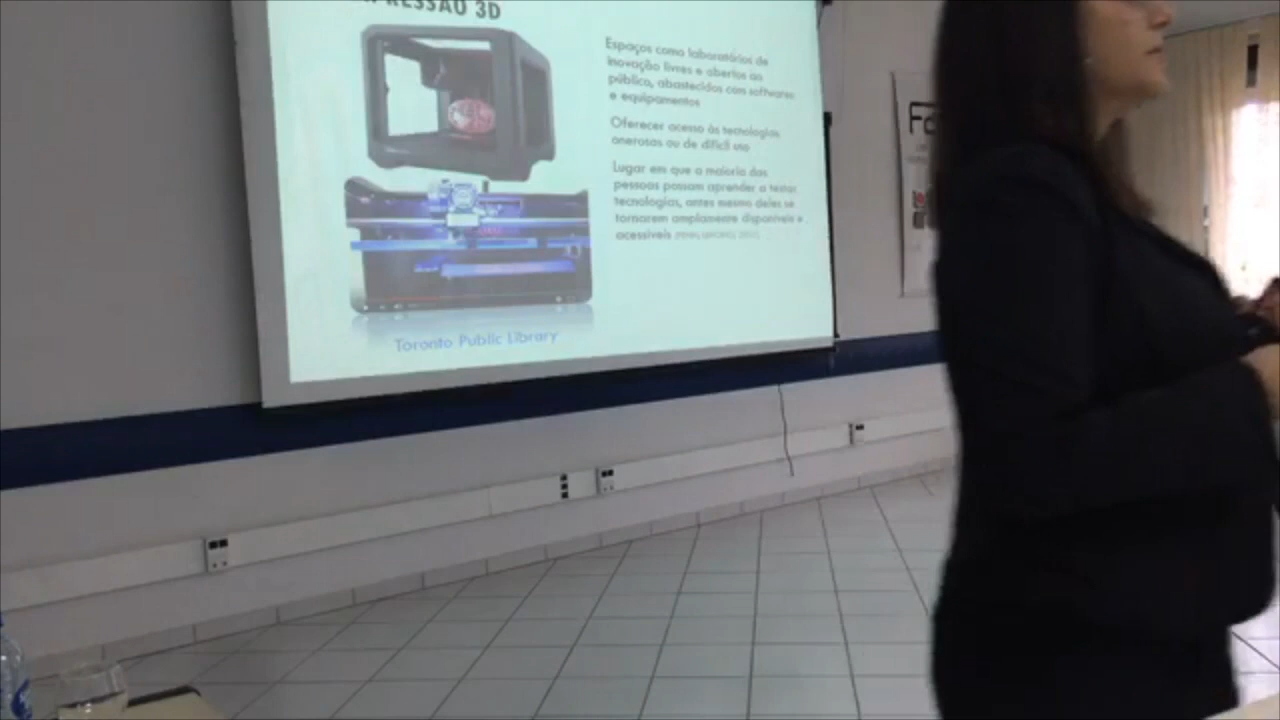 PRESSÃO 3D
Espaços como laboratórios de
inovação livres e abertos ao
público, abastecidos com softwares
e equipamentos
Oferecer acesso às tecnologias
onerosas ou de difícil uso
Lugar em que a maioria das
pessoas possam aprender a testar
tecnologias, antes mesmo deles se
tornarem amplamente disponíveis e
acessíveis
Toronto Public Library